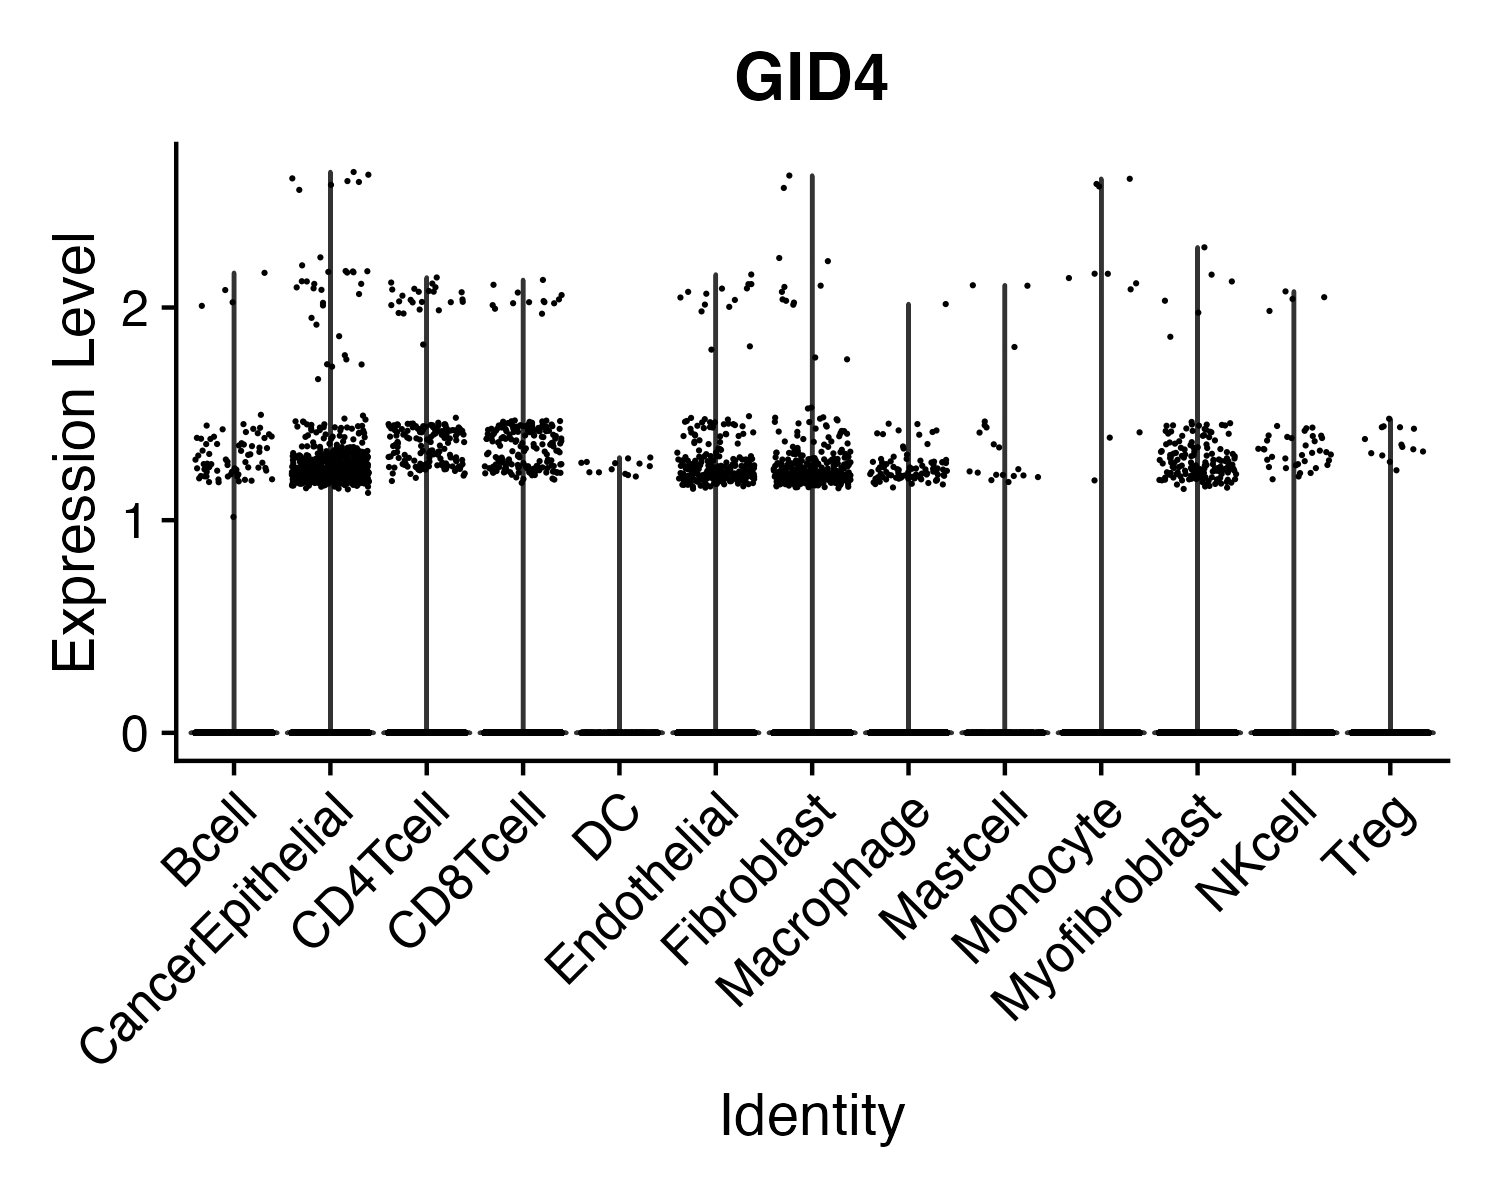 GID4
Expression Level
2
1
0
Bcell
CancerEpithelial
CD4Tcell
CD8Tcell
DC
Endothelial
Fibroblast
Macrophage
Mastcell
Monocyte
Myofibroblast
NKcell
Treg
Identity